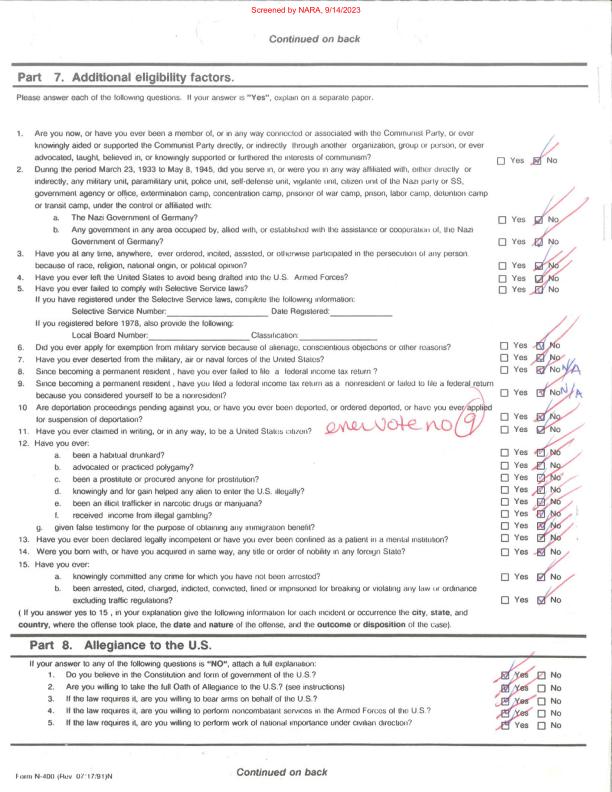 Screened by NARA, 9/14/2023
Continued on back
Part 7. Additional eligibility factors.
Please answer each of the following questions. If your answer is "Yes", explain on a separate paper.
1. Are you now, or have you ever been a member of, or in any way connected or associated with the Communist Party, or ever
knowingly aided or supported the Communist Party directly, or indirectly through another organization, group or person, or ever
advocated, taught, believed in, or knowingly supported or furthered the interests of communism? Yes No
2. During the period March 23, 1933 to May 8, 1945, did you serve in, or were you in any way affiliated with, either directly or
indirectly, any military unit, paramilitary unit, police unit, self-defense unit, vigilante unit, citizen unit of the Nazi party or SS,
government agency or office, extermination camp, concentration camp, prisoner of war camp, prison, labor camp, detention camp
or transit camp, under the control or affiliated with:
a. The Nazi Government of Germany? Yes No
b. Any government in any area occupied by, allied with, or established with the assistance or cooperation of, the Nazi
Government of Germany? Yes No
3. Have you at any time, anywhere, ever ordered, incited, assisted, or otherwise participated in the persecution of any person
because of race, religion, national origin, or political opinion? Yes No
4. Have you ever left the United States to avoid being drafted into the U.S. Armed Forces? Yes No
5. Have you ever failed to comply with Selective Service laws? Yes No
If you have registered under the Selective Service laws, complete the following information:
Selective Service Number: Date Registered:
If you registered before 1978, also provide the following:
Local Board Number: Classification:
6. Did you ever apply for exemption from military service because of alienage, conscientious objections or other reasons? Yes No
7. Have you ever deserted from the military, air or naval forces of the United States? Yes No
8. Since becoming a permanent resident , have you ever failed to file a federal income tax return ? Yes No N/A
9. Since becoming a permanent resident , have you filed a federal income tax return as a nonresident or failed to file a federal return
because you considered yourself to be a nonresident? Yes No N/A
10 Are deportation proceedings pending against you, or have you ever been deported, or ordered deported, or have you ever applied
for suspension of deportation? Yes No
11. Have you ever claimed in writing, or in any way, to be a United States citizen? Yes No
vote no 9
12. Have you ever:
a. been a habitual drunkard? Yes No
b. advocated or practiced polygamy? Yes No
c. been a prostitute or procured anyone for prostitution? Yes No
d. knowingly and for gain helped any alien to enter the U.S. illegally? Yes No
e. been an illicit trafficker in narcotic drugs or marijuana? Yes No
f. received income from illegal gambling? Yes No
g. given false testimony for the purpose of obtaining any immigration benefit? Yes No
13. Have you ever been declared legally incompetent or have you ever been confined as a patient in a mental institution? Yes No
14. Were you born with, or have you acquired in same way, any title or order of nobility in any foreign State? Yes No
15. Have you ever:
a. knowingly committed any crime for which you have not been arrested? Yes No
b. been arrested, cited, charged, indicted, convicted, fined or imprisoned for breaking or violating any law or ordinance
excluding traffic regulations? Yes No
( If you answer yes to 15 , in your explanation give the following information for each incident or occurrence the city, state, and
country, where the offense took place, the date and nature of the offense, and the outcome or disposition of the case).
Part 8. Allegiance to the U.S.
If your answer to any of the following questions is "NO", attach a full explanation:
1. Do you believe in the Constitution and form of government of the U.S.? Yes No
2. Are you willing to take the full Oath of Allegiance to the U.S.? (see instructions) Yes No
3. If the law requires it, are you willing to bear arms on behalf of the U.S.? Yes No
4. If the law requires it, are you willing to perform noncombatant services in the Armed Forces of the U.S.? Yes No
5. If the law requires it, are you willing to perform work of national importance under civilian direction? Yes No
Form N-400 (Rev 07/17/91)N
Continued on back